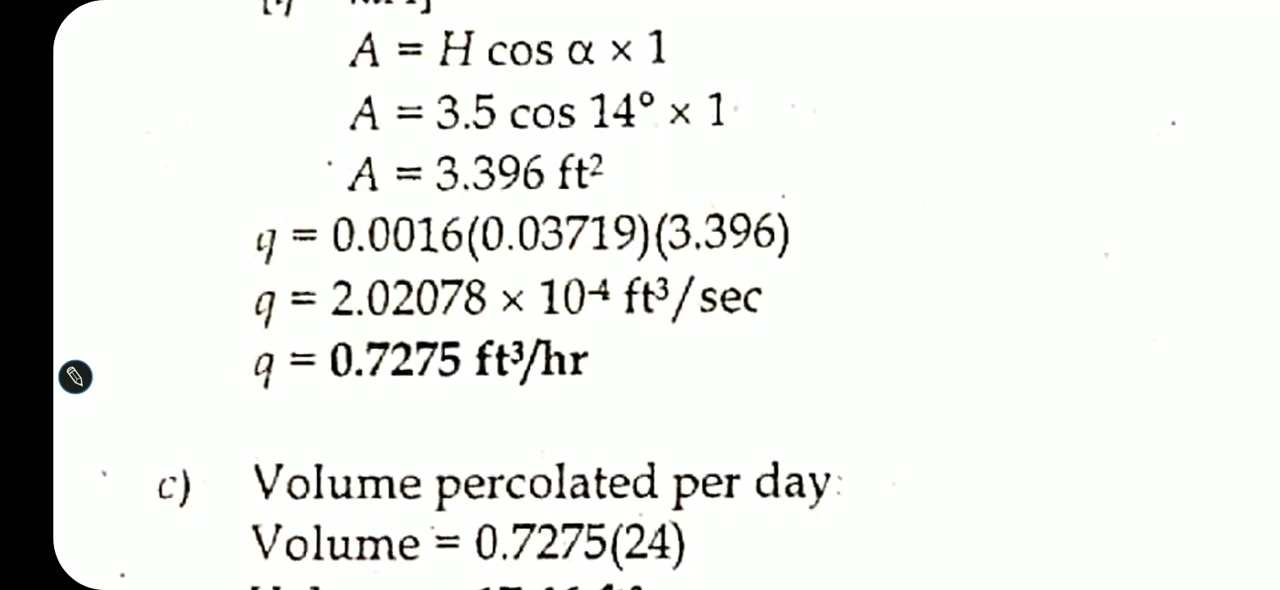 A = H cos α × 1
A = 3.5 cos 14° × 1
A = 3.396 ft²
q = 0.0016(0.03719)(3.396)
q = 2.02078 × 10⁻⁴ ft³/sec
q = 0.7275 ft³/hr
c) Volume percolated per day:
Volume = 0.7275(24)